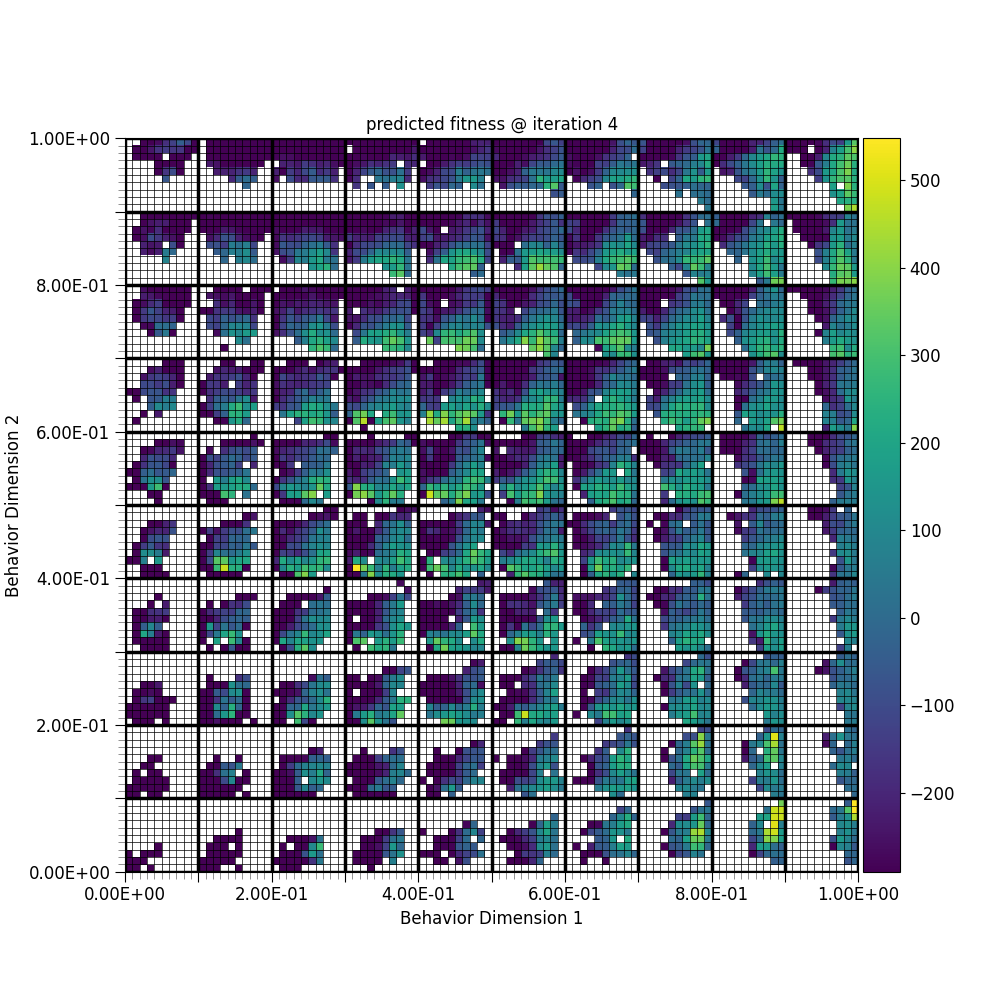 predicted fitness @ iteration 4
1.00E+00
8.00E-01
6.00E-01
4.00E-01
2.00E-01
0.00E+00
Behavior Dimension 2
0.00E+00 2.00E-01 4.00E-01 6.00E-01 8.00E-01 1.00E+00
Behavior Dimension 1
500
400
300
200
100
0
−100
−200